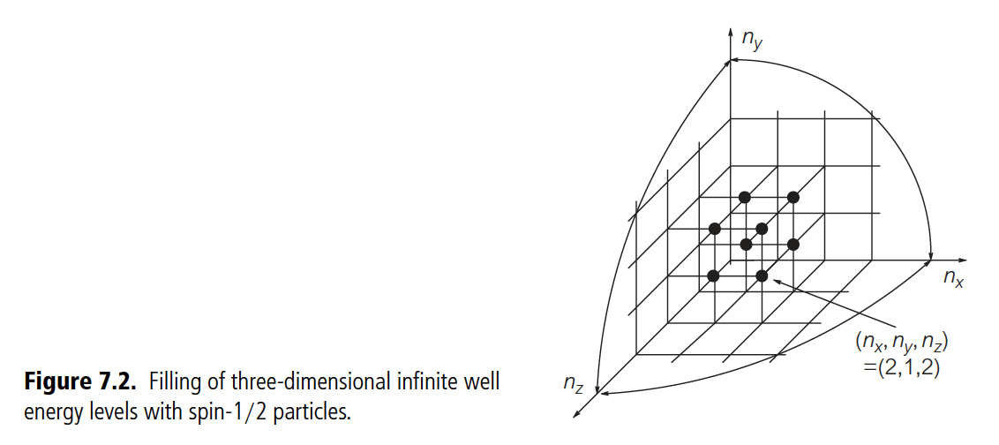 n_y
n_x
(n_x, n_y, n_z)
=(2,1,2)
n_z
Figure 7.2. Filling of three-dimensional infinite well
energy levels with spin-1/2 particles.